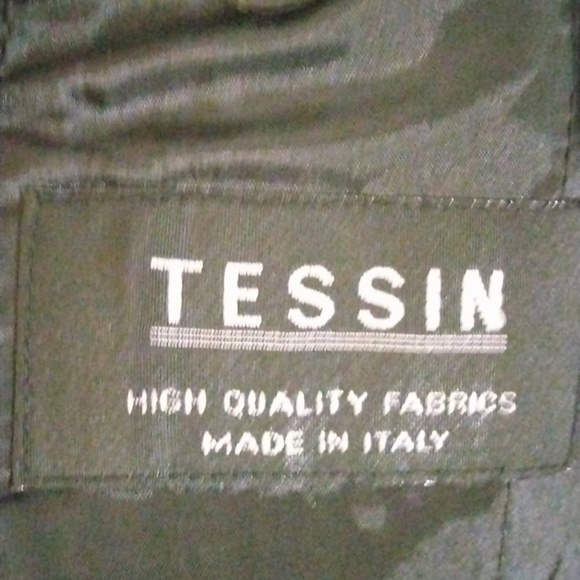 TESSIN
HIGH QUALITY FABRICS
MADE IN ITALY